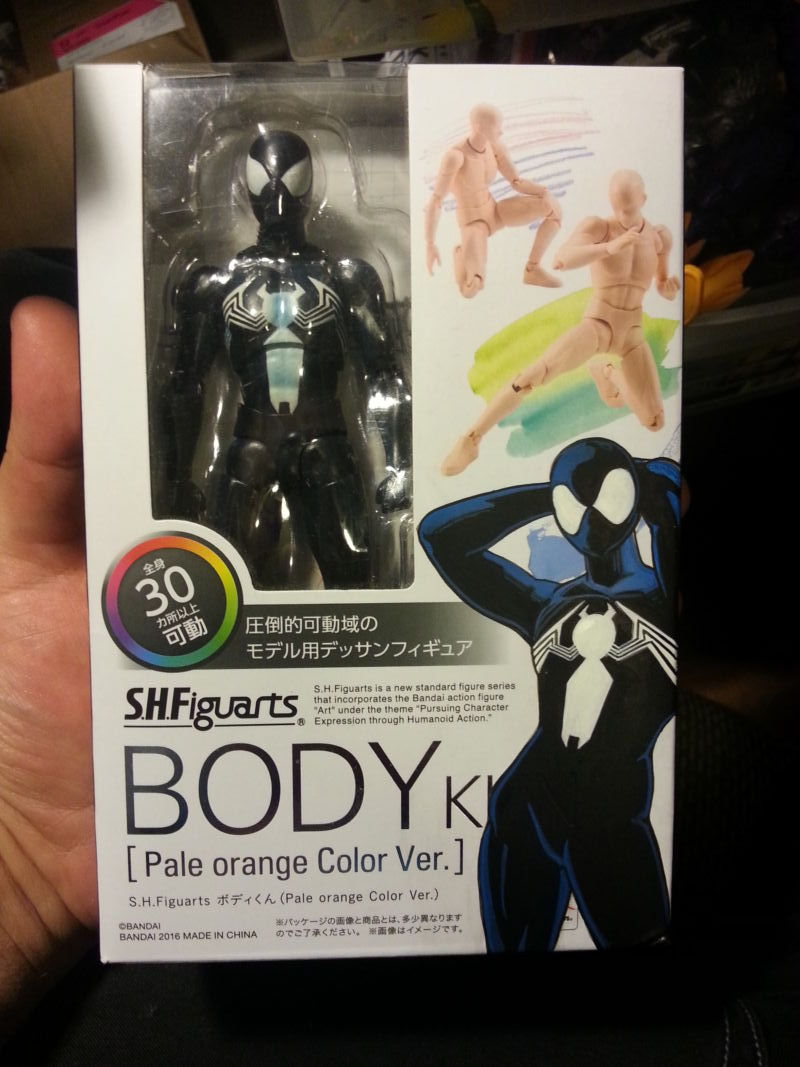 全身
30
カ所以上
可動
圧倒的可動域の
モデル用デッサンフィギュア
S.H.Figuarts®
S.H.Figuarts is a new standard figure series
that incorporates the Bandai action figure
"Art" under the theme "Pursuing Character
Expression through Humanoid Action."
BODY K
[Pale orange Color Ver.]
S.H.Figuarts ボディくん (Pale orange Color Ver.)
©BANDAI
BANDAI 2016 MADE IN CHINA
※パッケージの画像と商品とは、多少異なります
のでご了承ください。 ※画像はイメージです。